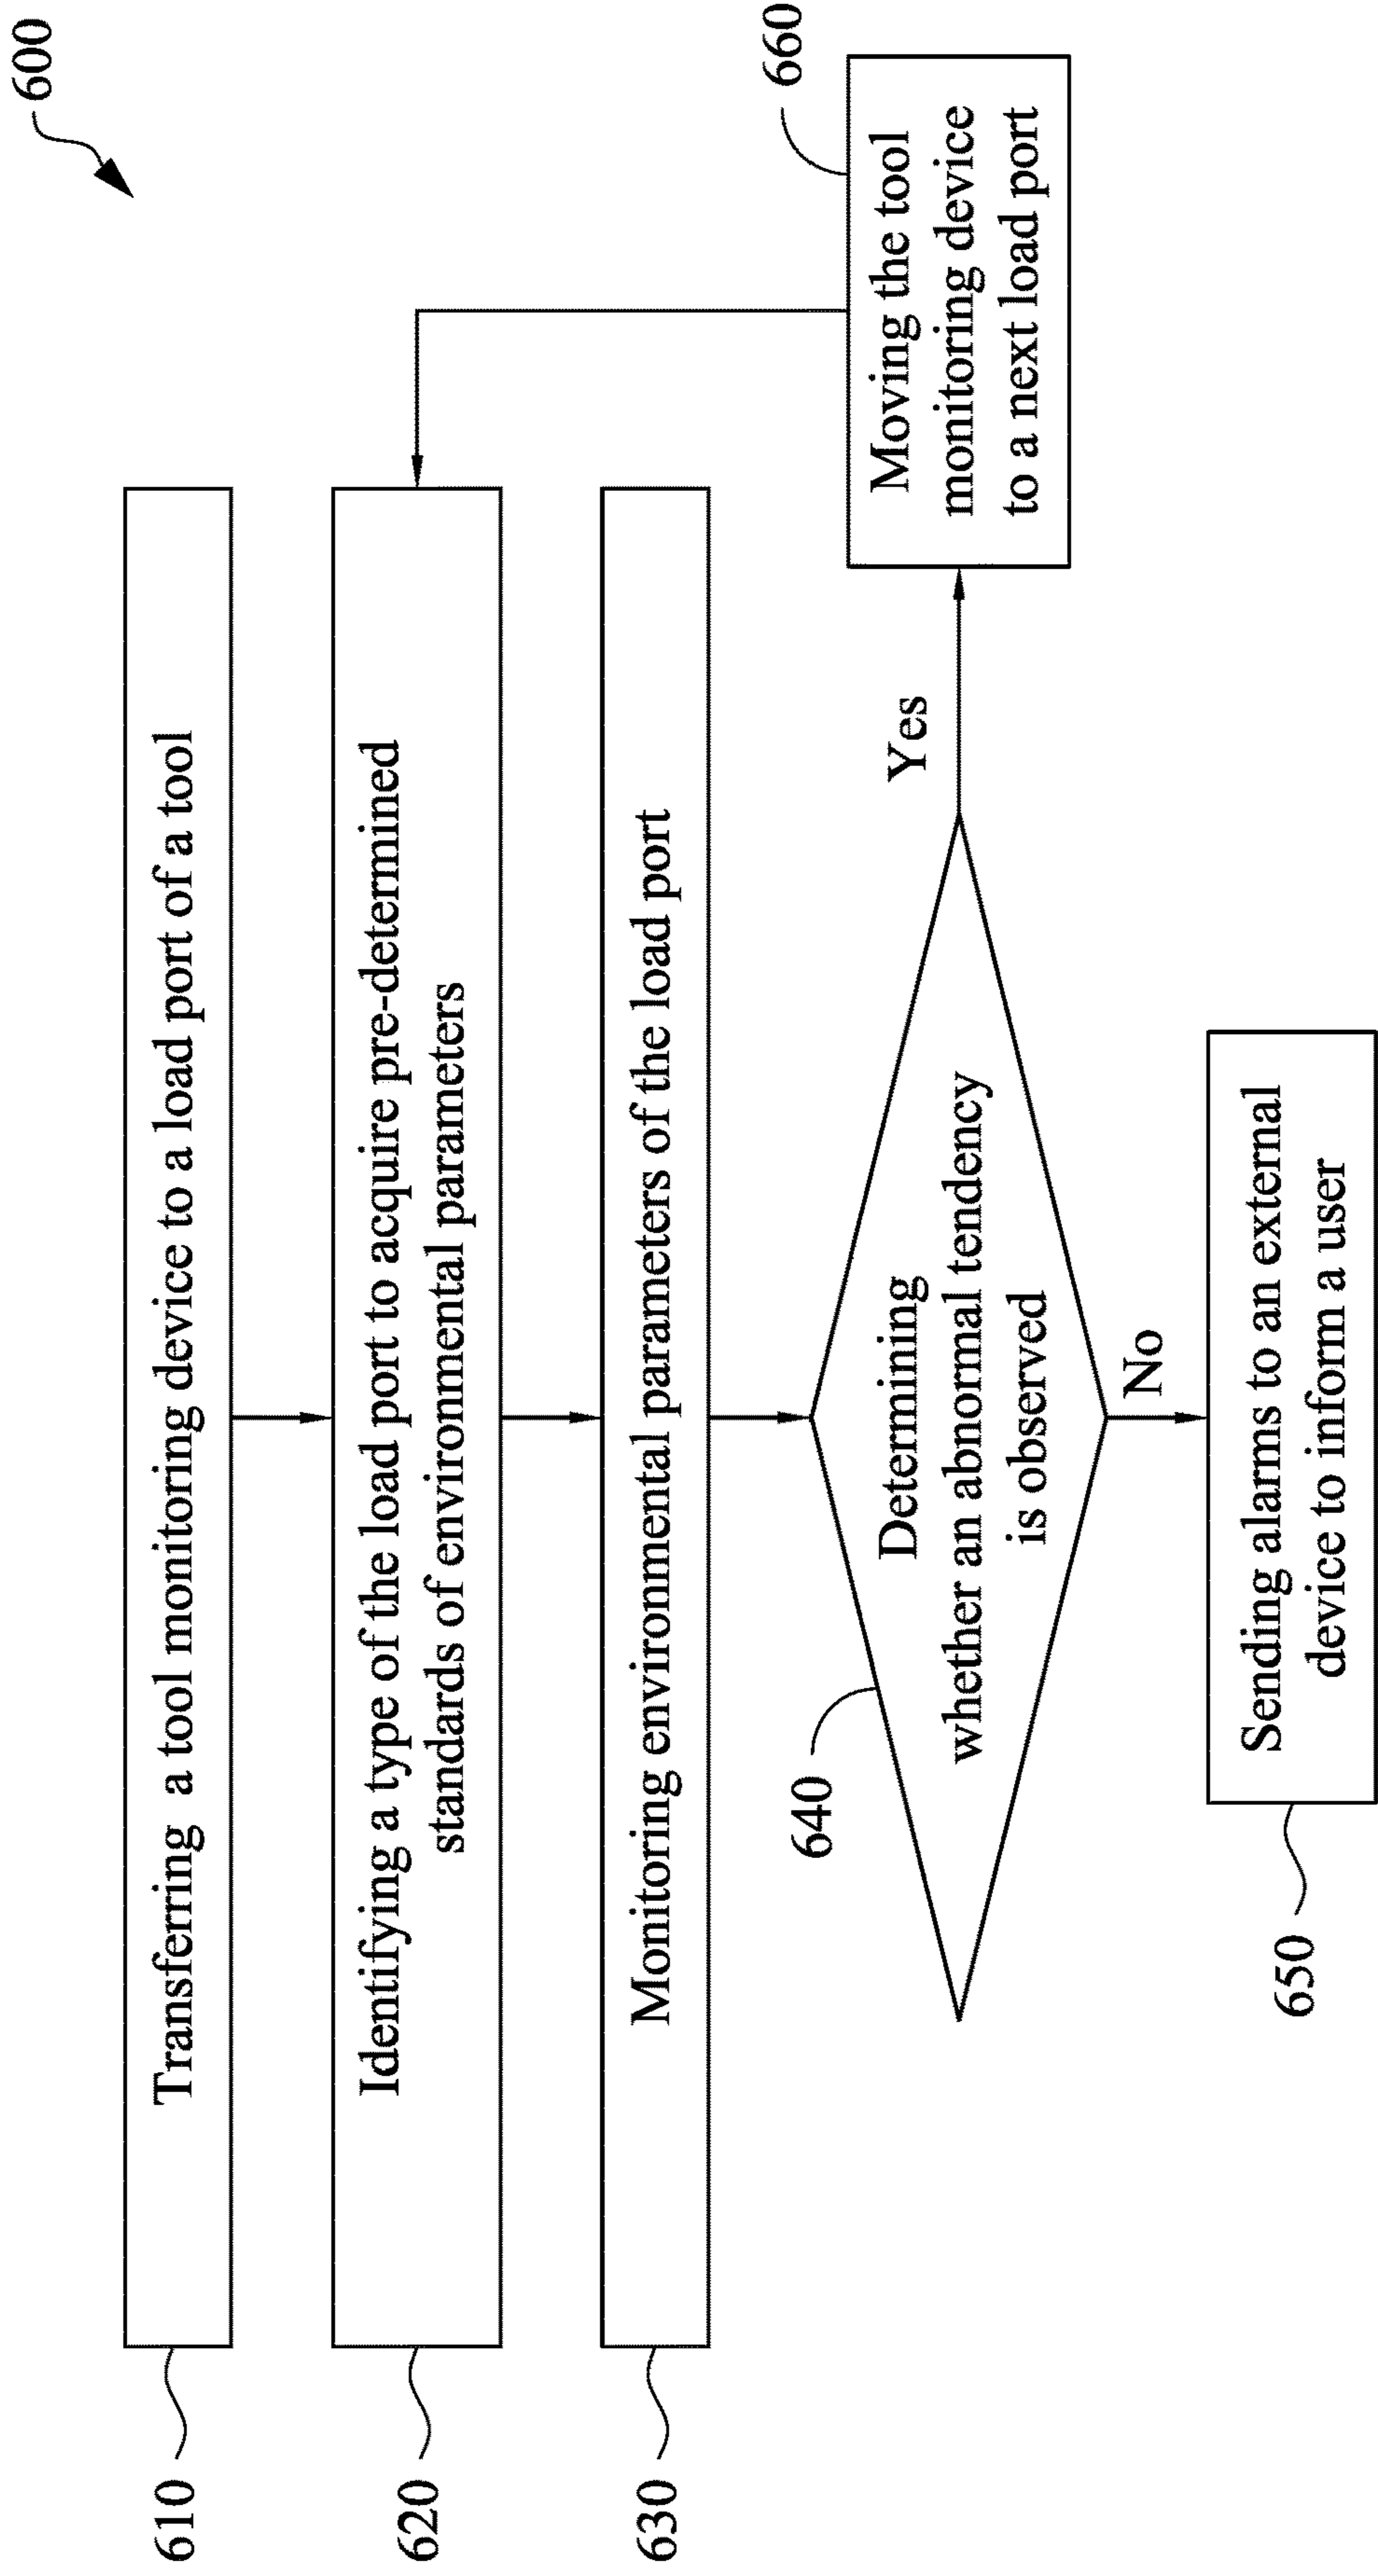 600
610
Transferring a tool monitoring device to a load port of a tool
620
Identifying a type of the load port to acquire pre-determined
standards of environmental parameters
630
Monitoring environmental parameters of the load port
640
Determining
whether an abnormal tendency
is observed
Yes
660
Moving the tool
monitoring device
to a next load port
No
650
Sending alarms to an external
device to inform a user